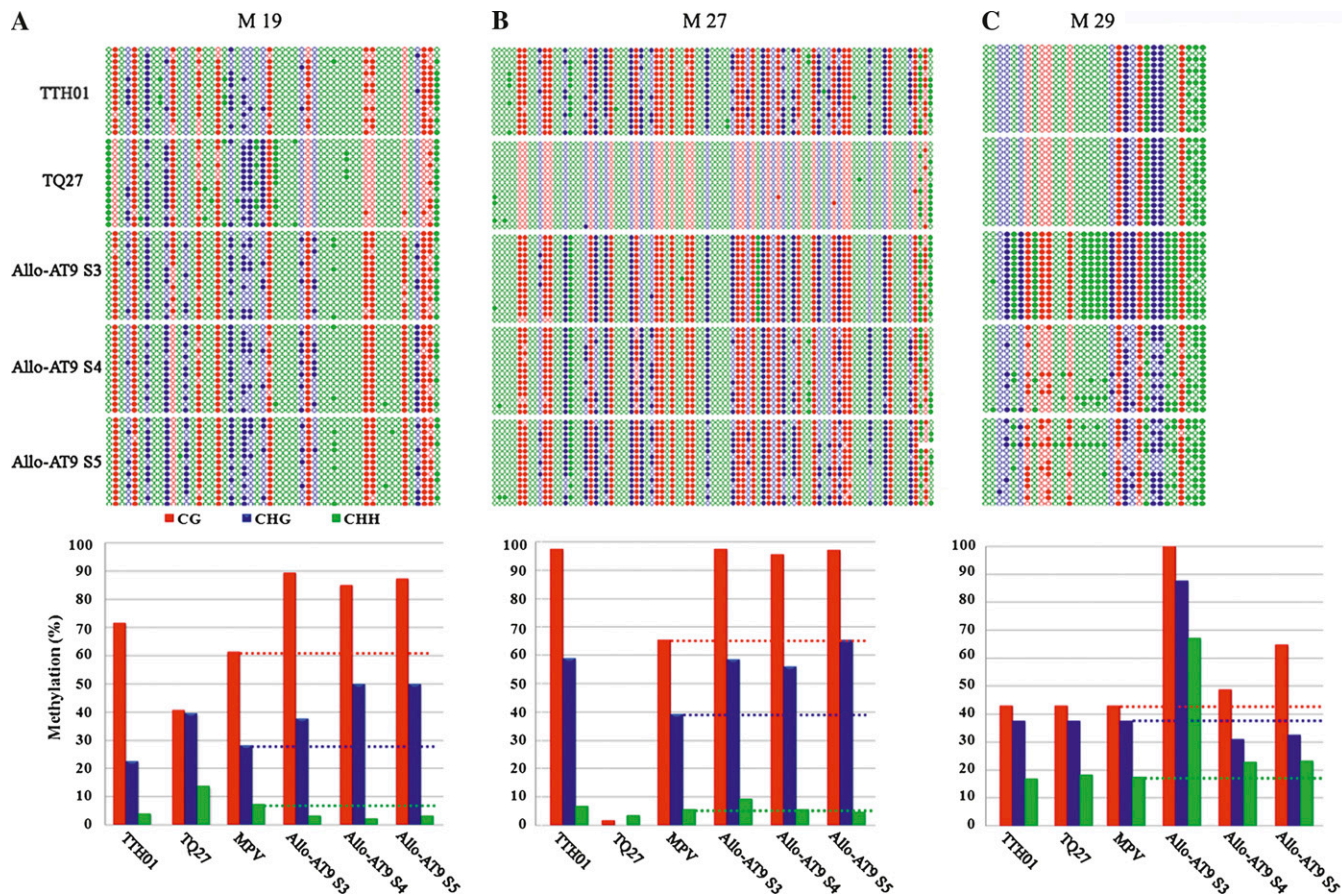 A M 19
B M 27
C M 29
TTH01
TQ27
Allo-AT9 S3
Allo-AT9 S4
Allo-AT9 S5
CG CHG CHH
Methylation (%)
100
90
80
70
60
50
40
30
20
10
0
TTH01
TQ27
MPV
Allo-AT9 S3
Allo-AT9 S4
Allo-AT9 S5
100
90
80
70
60
50
40
30
20
10
0
TTH01
TQ27
MPV
Allo-AT9 S3
Allo-AT9 S4
Allo-AT9 S5
100
90
80
70
60
50
40
30
20
10
0
TTH01
TQ27
MPV
Allo-AT9 S3
Allo-AT9 S4
Allo-AT9 S5